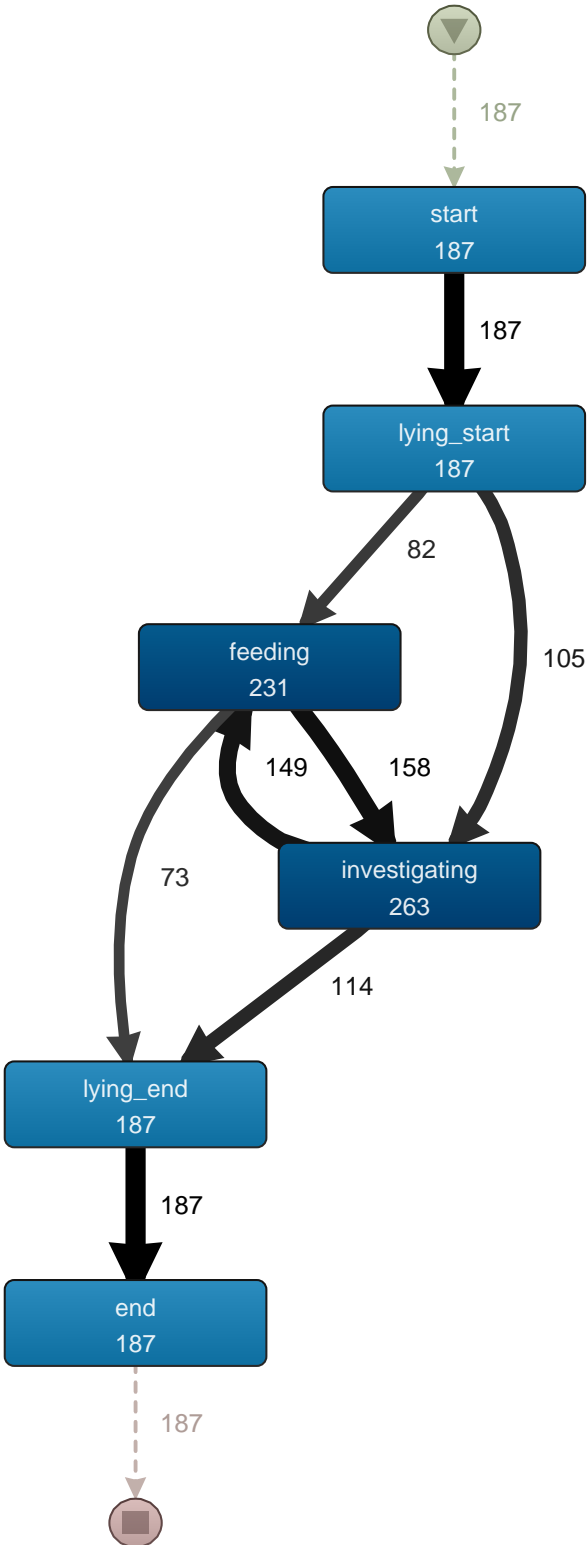 187
start
187
187
lying_start
187
82
105
feeding
231
149
158
73
investigating
263
114
lying_end
187
187
end
187
187